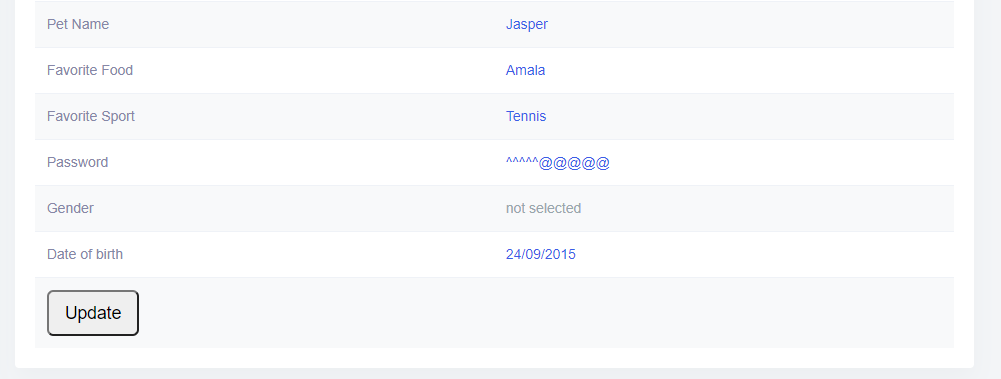 Pet Name Jasper
Favorite Food Amala
Favorite Sport Tennis
Password ^^^^^@@@@@
Gender not selected
Date of birth 24/09/2015
Update